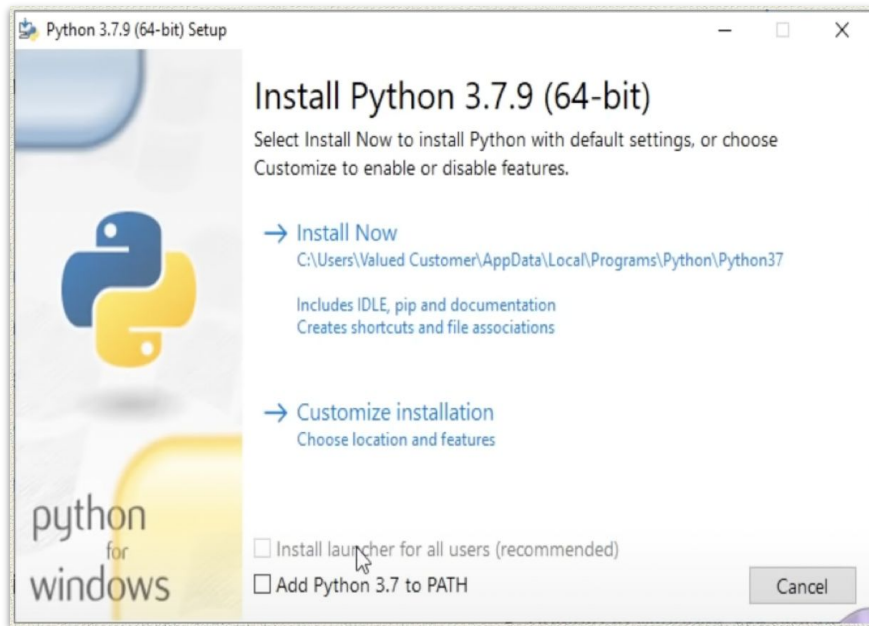 Python 3.7.9 (64-bit) Setup
Install Python 3.7.9 (64-bit)
Select Install Now to install Python with default settings, or choose
Customize to enable or disable features.
Install Now
C:\Users\Valued Customer\AppData\Local\Programs\Python\Python37
Includes IDLE, pip and documentation
Creates shortcuts and file associations
Customize installation
Choose location and features
python
for
windows
Install launcher for all users (recommended)
Add Python 3.7 to PATH
Cancel